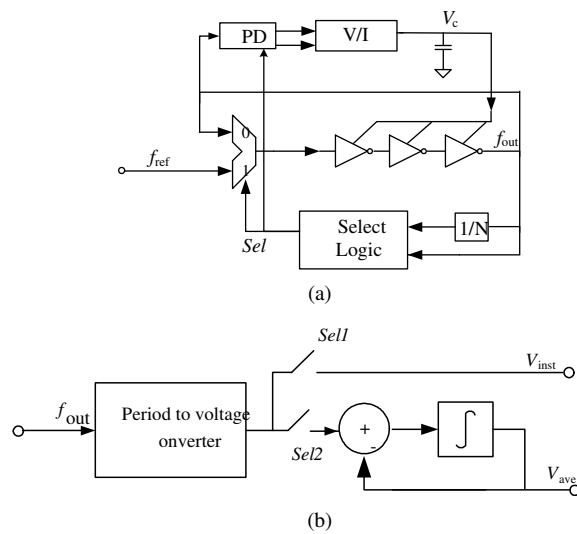 PD
V/I
V_c
0
1
f_ref
f_out
Sel
Select
Logic
1/N
(a)
Sel1
V_inst
f_out
Period to voltage
onverter
Sel2
+
-
∫
V_ave
(b)